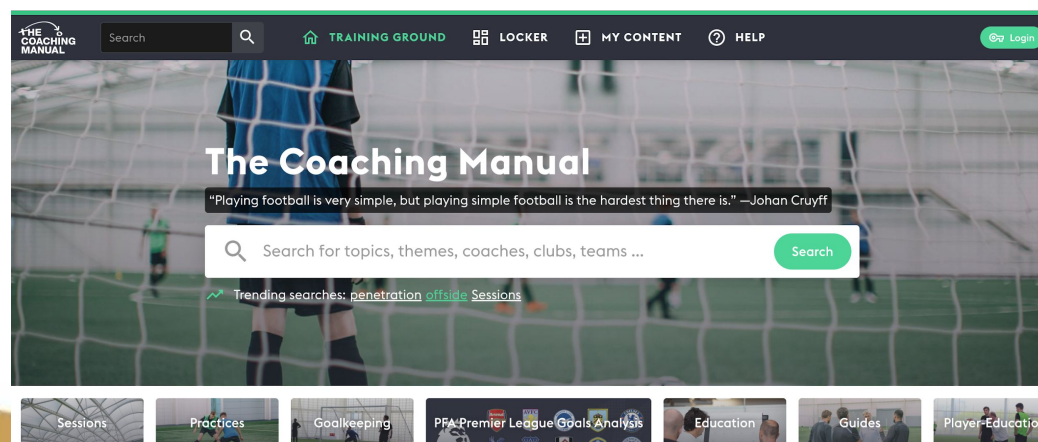 THE
COACHING
MANUAL
Search
TRAINING GROUND
LOCKER
MY CONTENT
HELP
Login
The Coaching Manual
“Playing football is very simple, but playing simple football is the hardest thing there is.” —Johan Cruyff
Search for topics, themes, coaches, clubs, teams ...
Search
Trending searches: penetration offside Sessions
Sessions
Practices
Goalkeeping
PFA Premier League Goals Analysis
Education
Guides
Player-Educatio